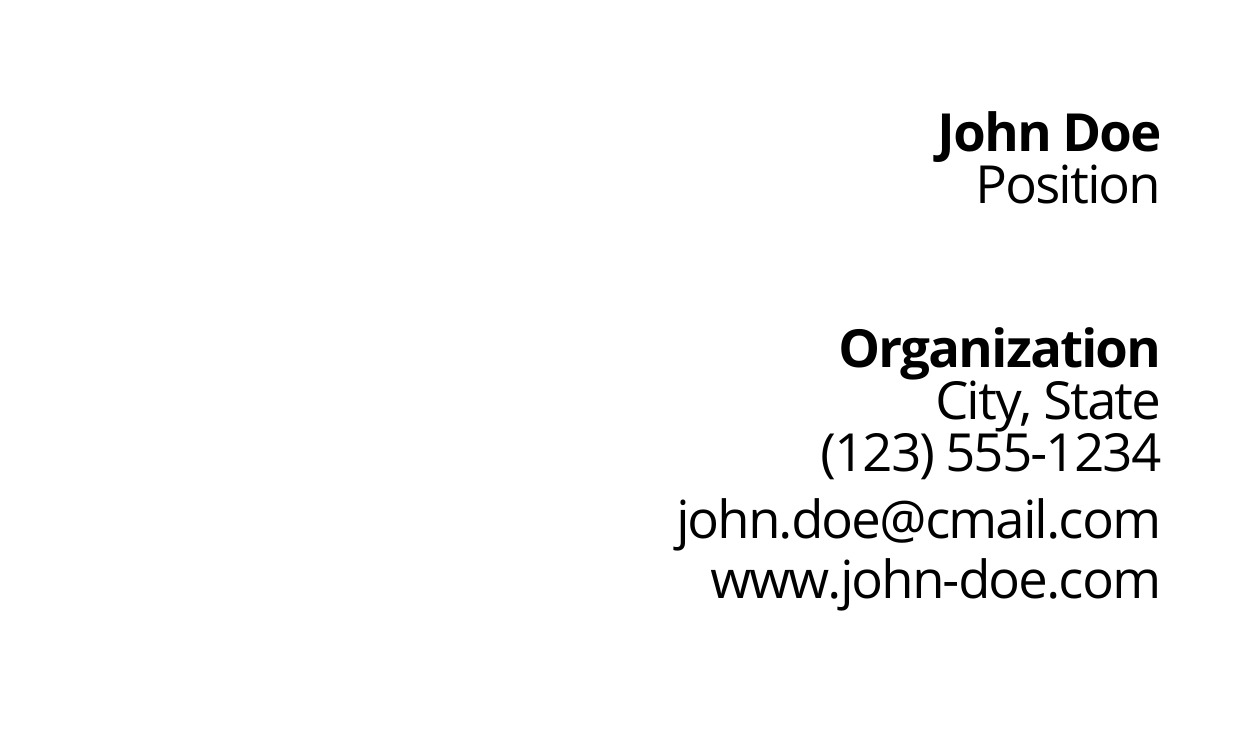 John Doe
Position
Organization
City, State
(123) 555-1234
john.doe@cmail.com
www.john-doe.com